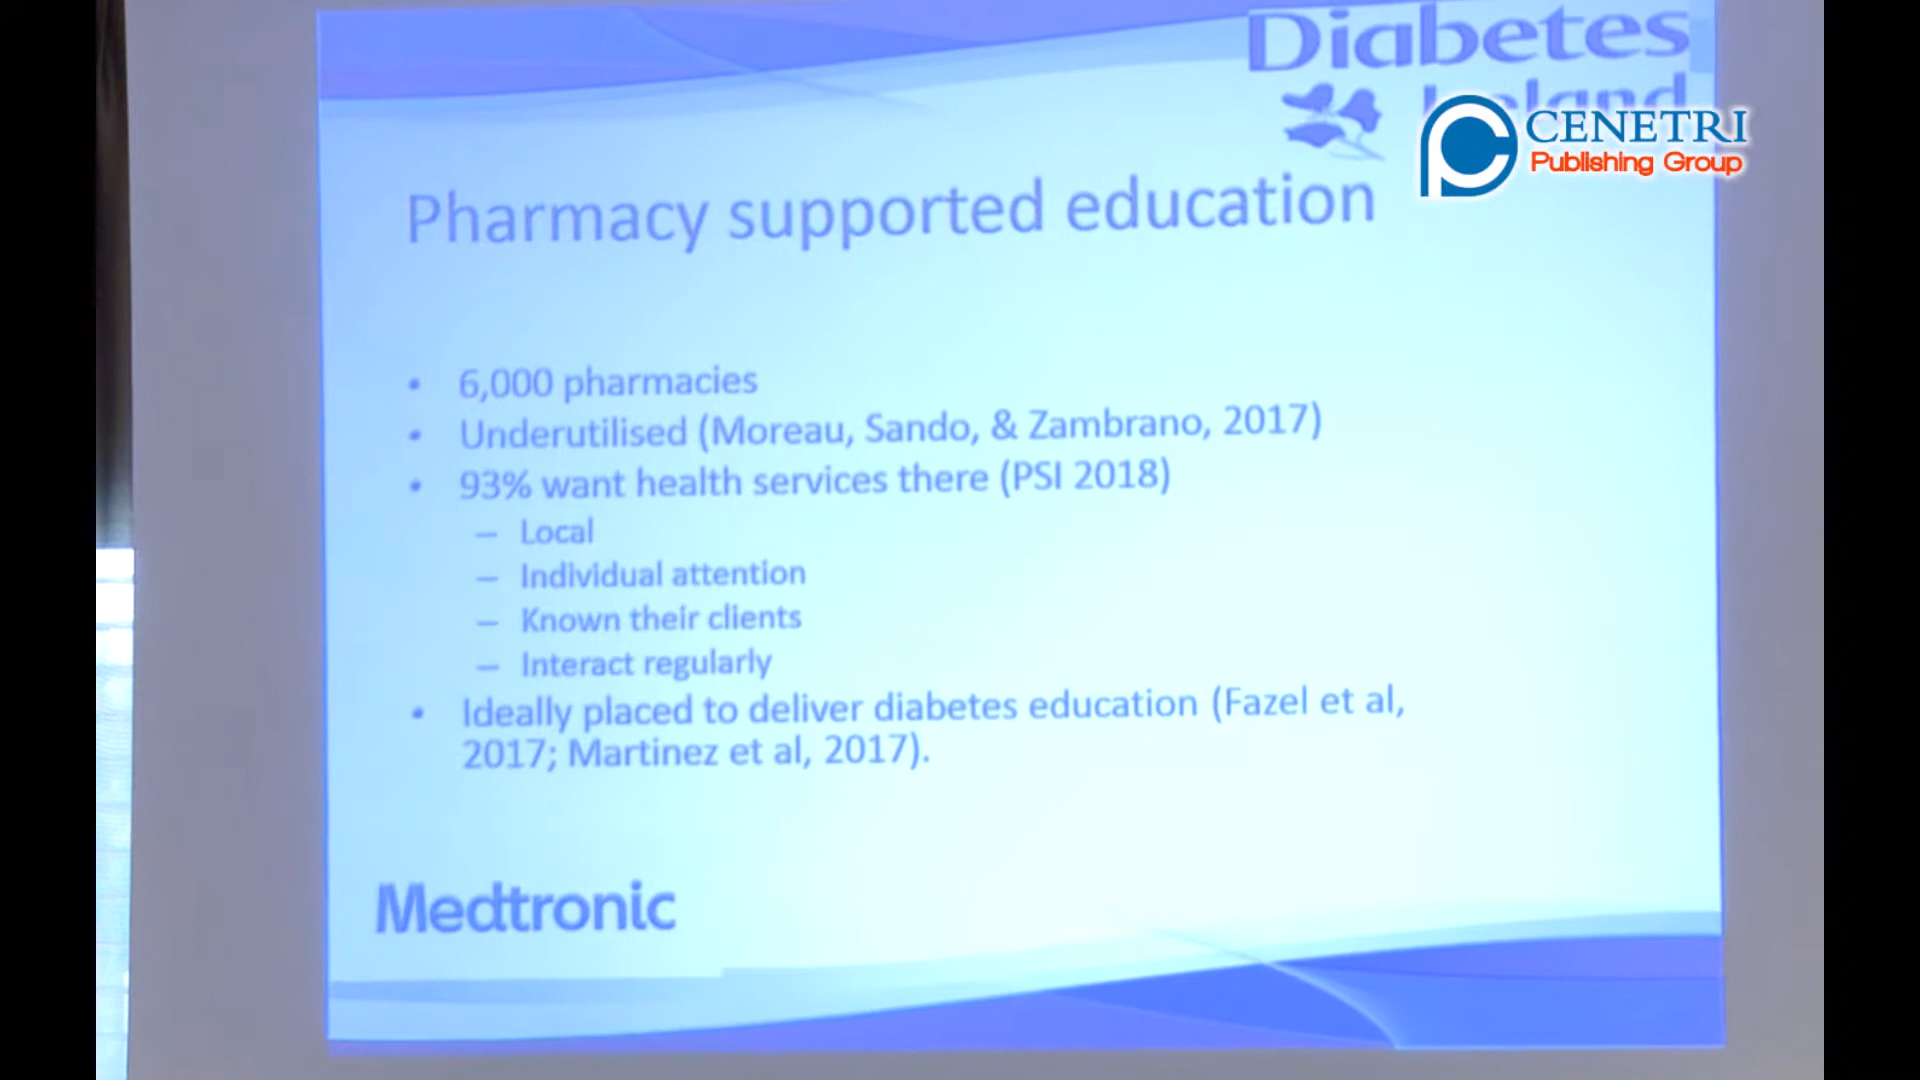 Diabetes
Ireland
CENETRI
Publishing Group
Pharmacy supported education
• 6,000 pharmacies
• Underutilised (Moreau, Sando, & Zambrano, 2017)
• 93% want health services there (PSI 2018)
– Local
– Individual attention
– Known their clients
– Interact regularly
• Ideally placed to deliver diabetes education (Fazel et al,
2017; Martinez et al, 2017).
Medtronic